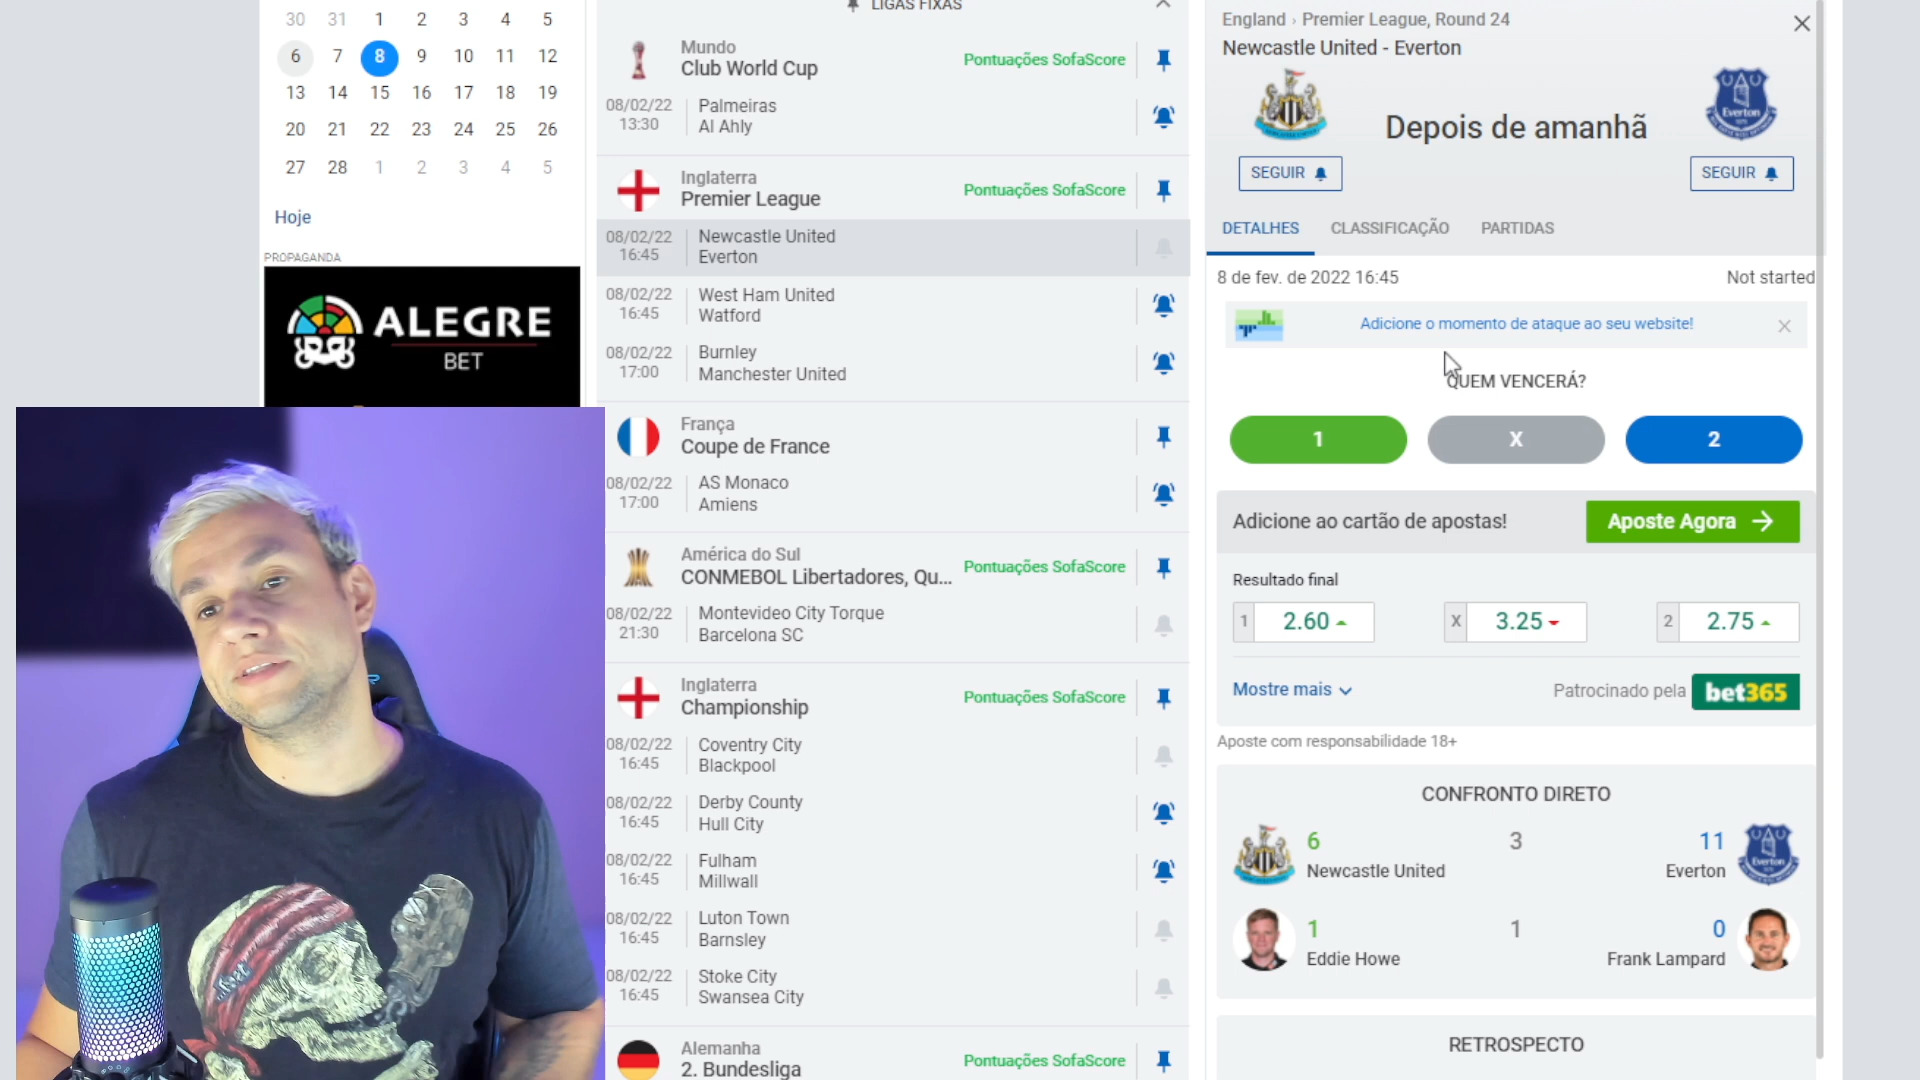 30 31 1 2 3 4 5
6 7 8 9 10 11 12
13 14 15 16 17 18 19
20 21 22 23 24 25 26
27 28 1 2 3 4 5
Hoje
PROPAGANDA
ALEGRE
BET
LIGAS FIXAS
Mundo
Club World Cup
Pontuações SofaScore
08/02/22
13:30
Palmeiras
Al Ahly
Inglaterra
Premier League
Pontuações SofaScore
08/02/22
16:45
Newcastle United
Everton
08/02/22
16:45
West Ham United
Watford
08/02/22
17:00
Burnley
Manchester United
França
Coupe de France
08/02/22
17:00
AS Monaco
Amiens
América do Sul
CONMEBOL Libertadores, Qu...
Pontuações SofaScore
08/02/22
21:30
Montevideo City Torque
Barcelona SC
Inglaterra
Championship
Pontuações SofaScore
08/02/22
16:45
Coventry City
Blackpool
08/02/22
16:45
Derby County
Hull City
08/02/22
16:45
Fulham
Millwall
08/02/22
16:45
Luton Town
Barnsley
08/02/22
16:45
Stoke City
Swansea City
Alemanha
2. Bundesliga
Pontuações SofaScore
England › Premier League, Round 24
Newcastle United - Everton
Depois de amanhã
Everton
SEGUIR
SEGUIR
DETALHES CLASSIFICAÇÃO PARTIDAS
8 de fev. de 2022 16:45 Not started
Adicione o momento de ataque ao seu website!
QUEM VENCERÁ?
1 X 2
Adicione ao cartão de apostas!
Aposte Agora
Resultado final
1 2.60 X 3.25 2 2.75
Mostre mais
Patrocinado pela bet365
Aposte com responsabilidade 18+
CONFRONTO DIRETO
6 3 11
Newcastle United Everton
Everton
1 1 0
Eddie Howe Frank Lampard
RETROSPECTO